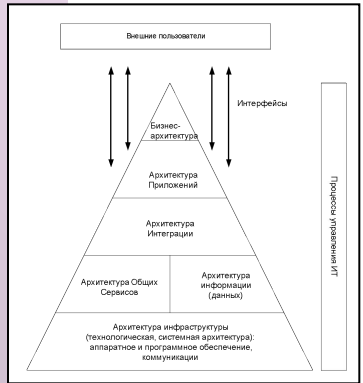 Внешние пользователи
Интерфейсы
Бизнес-
архитектура
Архитектура
Приложений
Архитектура
Интеграции
Архитектура Общих
Сервисов
Архитектура
информации
(данных)
Архитектура инфраструктуры
(технологическая, системная архитектура):
аппаратное и программное обеспечение,
коммуникации
Процессы управления ИТ